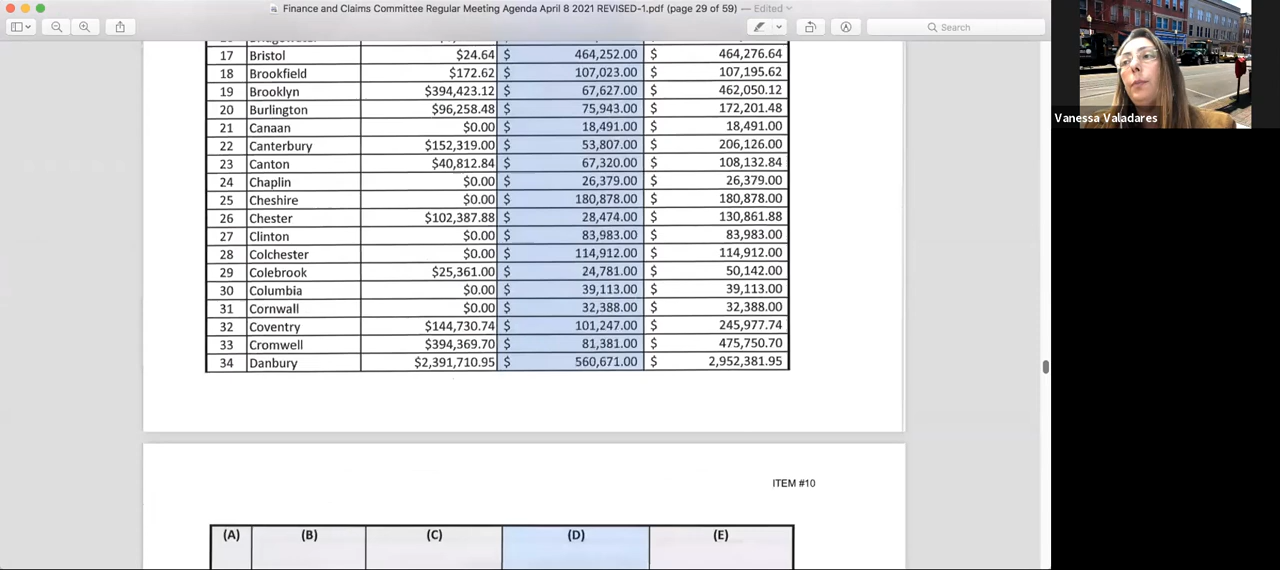 Finance and Claims Committee Regular Meeting Agenda April 8 2021 REVISED-1.pdf (page 29 of 59) — Edited
Search
17 Bristol $24.64 $ 464,252.00 $ 464,276.64
18 Brookfield $172.62 $ 107,023.00 $ 107,195.62
19 Brooklyn $394,423.12 $ 67,627.00 $ 462,050.12
20 Burlington $96,258.48 $ 75,943.00 $ 172,201.48
21 Canaan $0.00 $ 18,491.00 $ 18,491.00
22 Canterbury $152,319.00 $ 53,807.00 $ 206,126.00
23 Canton $40,812.84 $ 67,320.00 $ 108,132.84
24 Chaplin $0.00 $ 26,379.00 $ 26,379.00
25 Cheshire $0.00 $ 180,878.00 $ 180,878.00
26 Chester $102,387.88 $ 28,474.00 $ 130,861.88
27 Clinton $0.00 $ 83,983.00 $ 83,983.00
28 Colchester $0.00 $ 114,912.00 $ 114,912.00
29 Colebrook $25,361.00 $ 24,781.00 $ 50,142.00
30 Columbia $0.00 $ 39,113.00 $ 39,113.00
31 Cornwall $0.00 $ 32,388.00 $ 32,388.00
32 Coventry $144,730.74 $ 101,247.00 $ 245,977.74
33 Cromwell $394,369.70 $ 81,381.00 $ 475,750.70
34 Danbury $2,391,710.95 $ 560,671.00 $ 2,952,381.95
ITEM #10
(A) (B) (C) (D) (E)
Vanessa Valadares